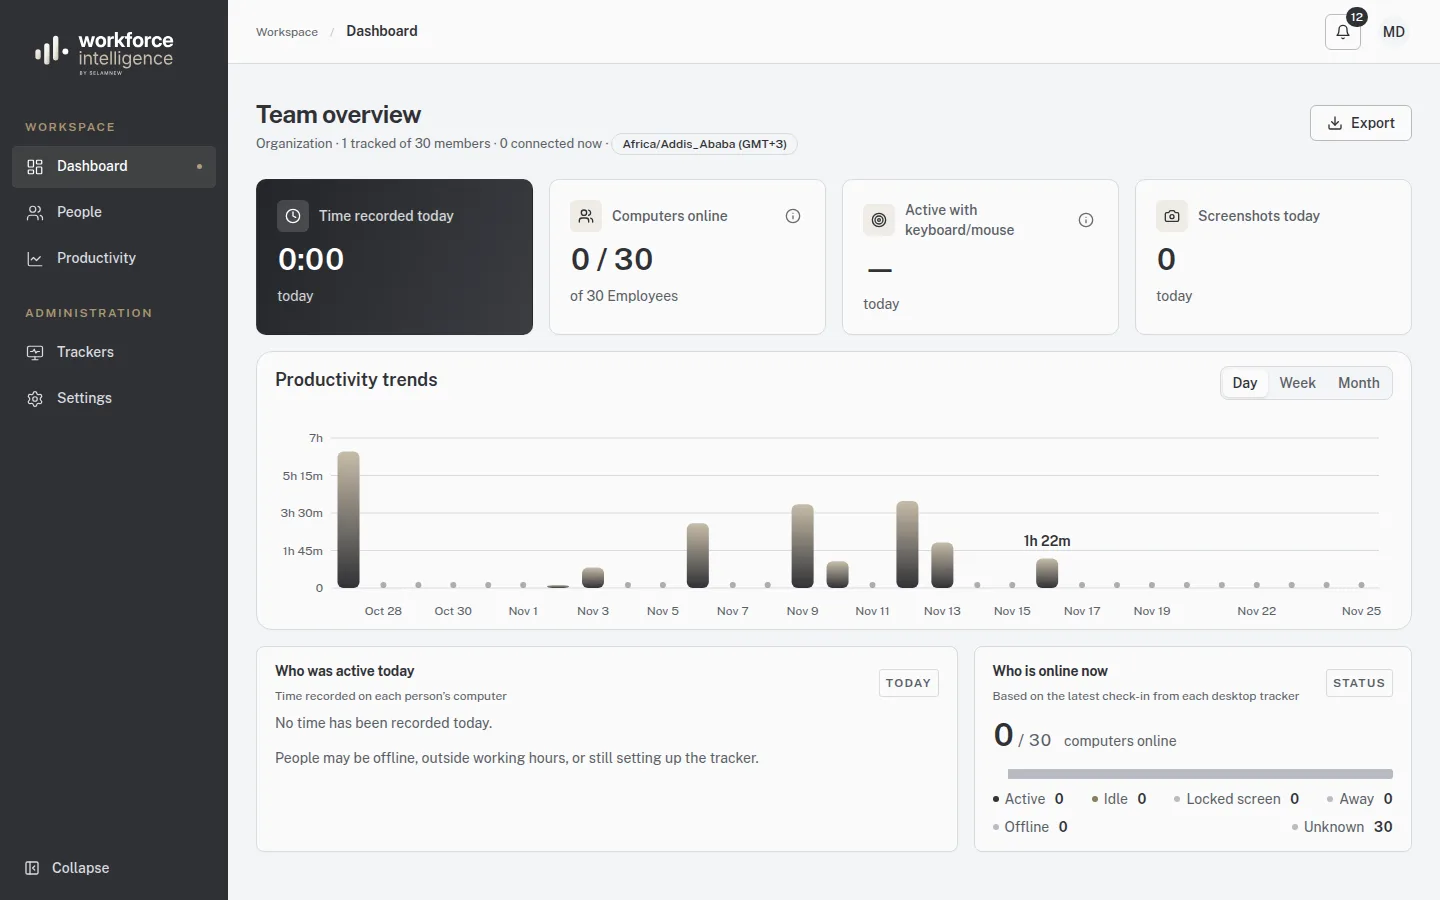 workforce
intelligence
BY SELAMNEW
WORKSPACE
Dashboard
People
Productivity
ADMINISTRATION
Trackers
Settings
Collapse
Workspace / Dashboard
12
MD
Team overview
Organization · 1 tracked of 30 members · 0 connected now · Africa/Addis_Ababa (GMT+3)
Export
Time recorded today
0:00
today
Computers online
0 / 30
of 30 Employees
Active with
keyboard/mouse
—
today
Screenshots today
0
today
Productivity trends
Day Week Month
7h
5h 15m
3h 30m
1h 45m
0
1h 22m
Oct 28 Oct 30 Nov 1 Nov 3 Nov 5 Nov 7 Nov 9 Nov 11 Nov 13 Nov 15 Nov 17 Nov 19 Nov 22 Nov 25
Who was active today
TODAY
Time recorded on each person's computer
No time has been recorded today.
People may be offline, outside working hours, or still setting up the tracker.
Who is online now
STATUS
Based on the latest check-in from each desktop tracker
0 / 30 computers online
Active 0 Idle 0 Locked screen 0 Away 0
Offline 0 Unknown 30